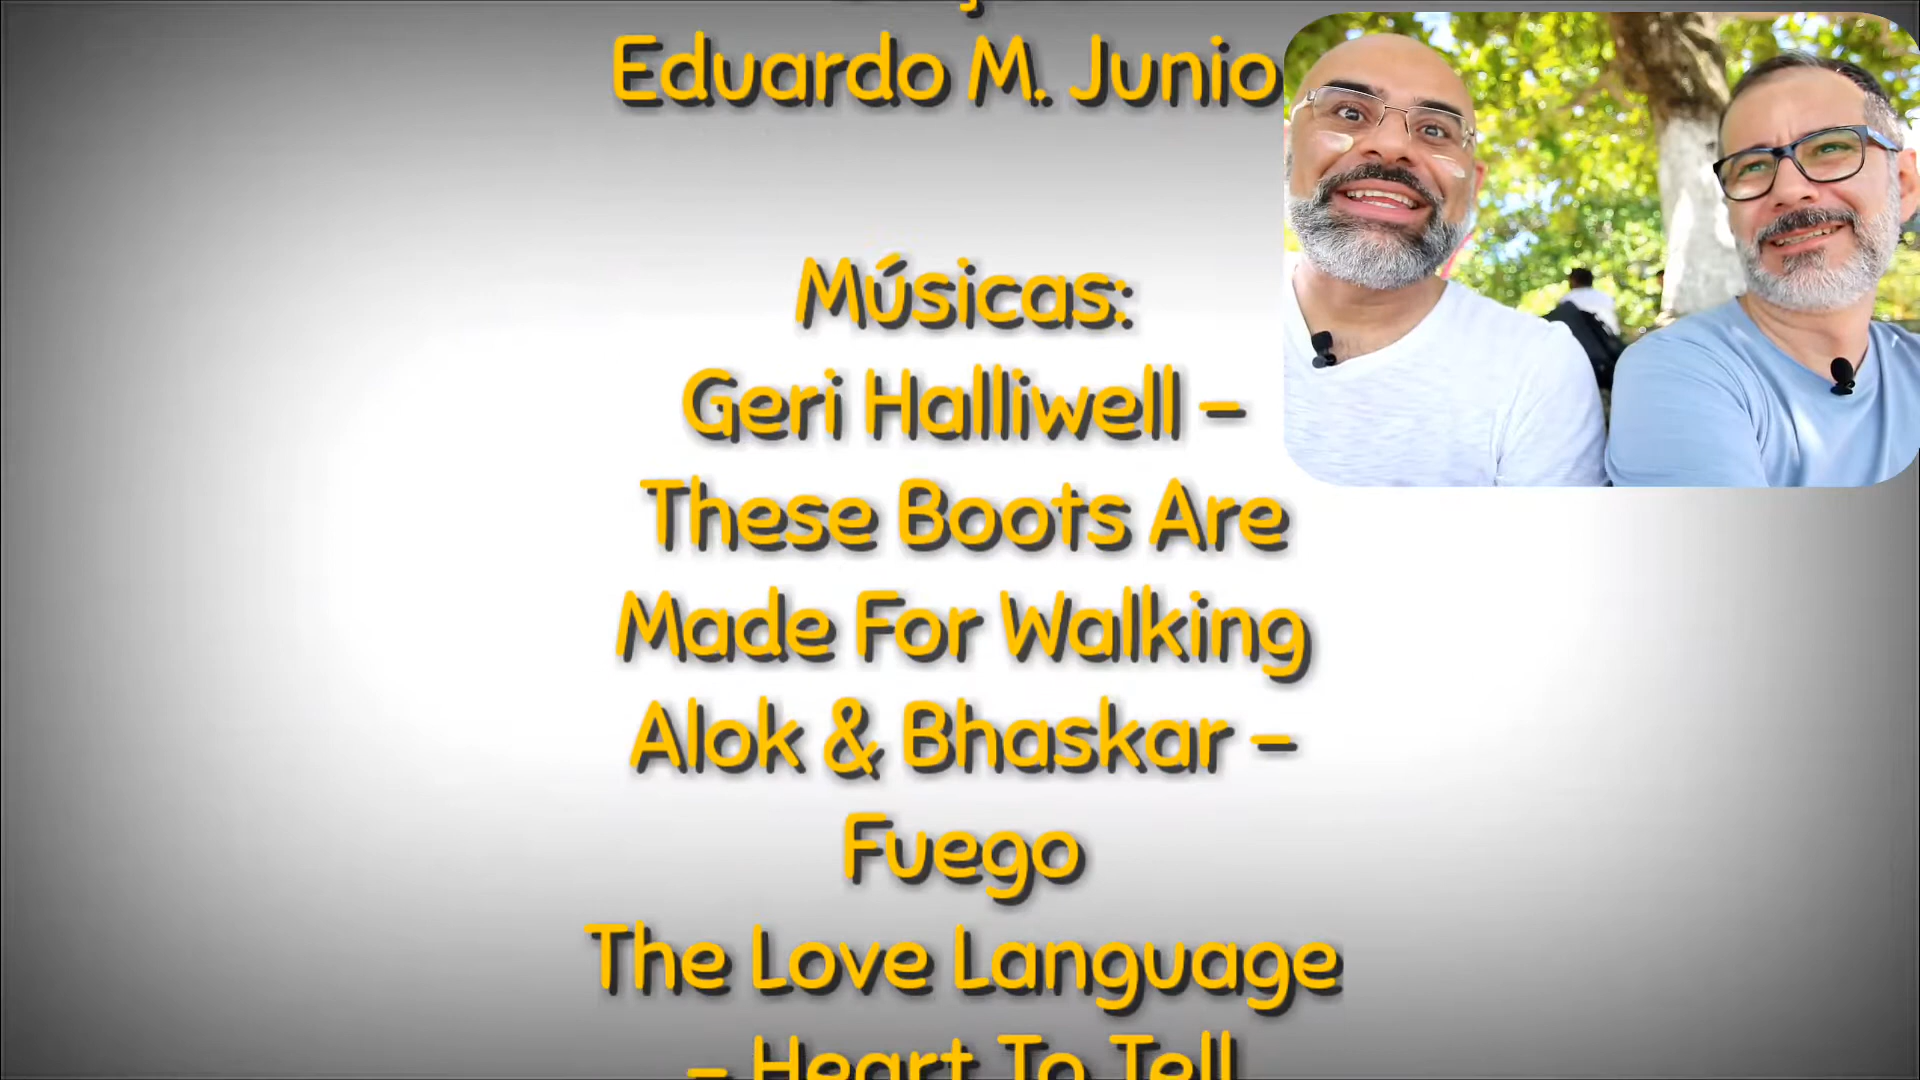 Eduardo M. Junio
Músicas:
Geri Halliwell –
These Boots Are
Made For Walking
Alok & Bhaskar –
Fuego
The Love Language
– Heart To Tell